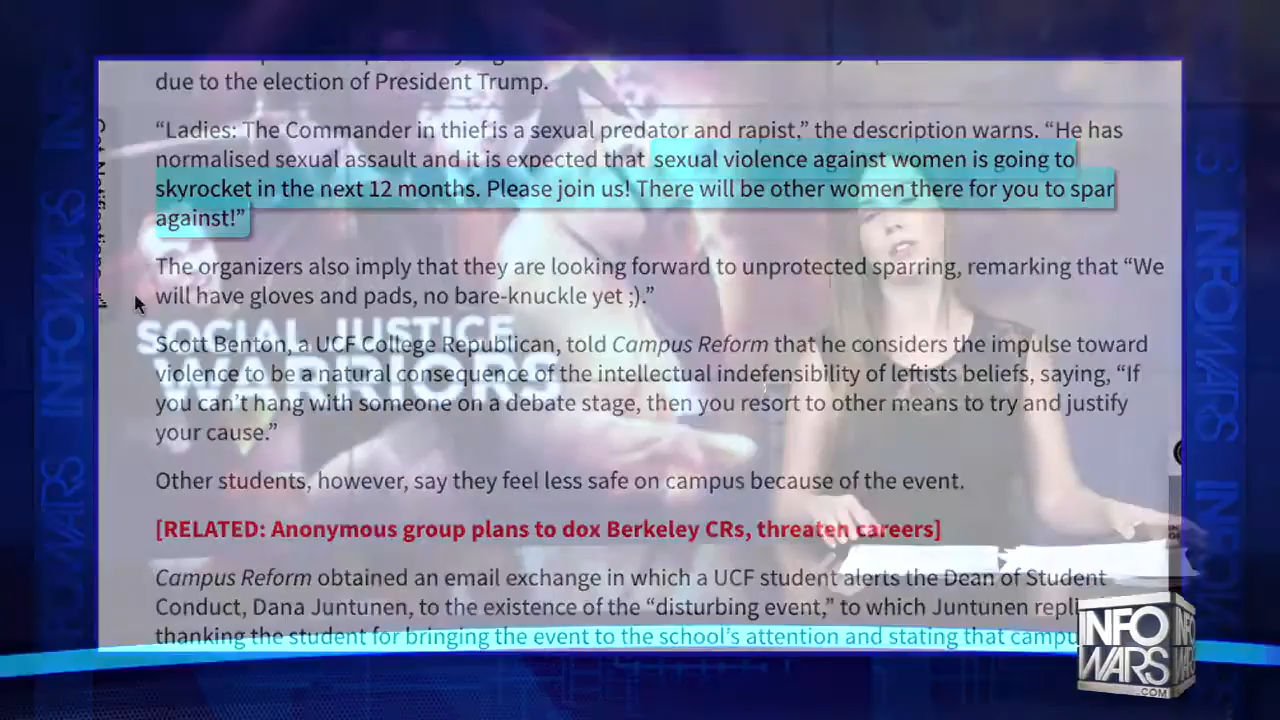 due to the election of President Trump.
“Ladies: The Commander in thief is a sexual predator and rapist,” the description warns. “He has
normalised sexual assault and it is expected that sexual violence against women is going to
skyrocket in the next 12 months. Please join us! There will be other women there for you to spar
against!”
The organizers also imply that they are looking forward to unprotected sparring, remarking that “We
will have gloves and pads, no bare-knuckle yet ;).”
SOCIAL JUSTICE
WARRIORS
Scott Benton, a UCF College Republican, told Campus Reform that he considers the impulse toward
violence to be a natural consequence of the intellectual indefensibility of leftists beliefs, saying, “If
you can’t hang with someone on a debate stage, then you resort to other means to try and justify
your cause.”
Other students, however, say they feel less safe on campus because of the event.
[RELATED: Anonymous group plans to dox Berkeley CRs, threaten careers]
Campus Reform obtained an email exchange in which a UCF student alerts the Dean of Student
Conduct, Dana Juntunen, to the existence of the “disturbing event,” to which Juntunen
thanking the student for bringing the event to the school’s attention and stating that
INFO
WARS
.COM
INFOWARS
INFOWARS